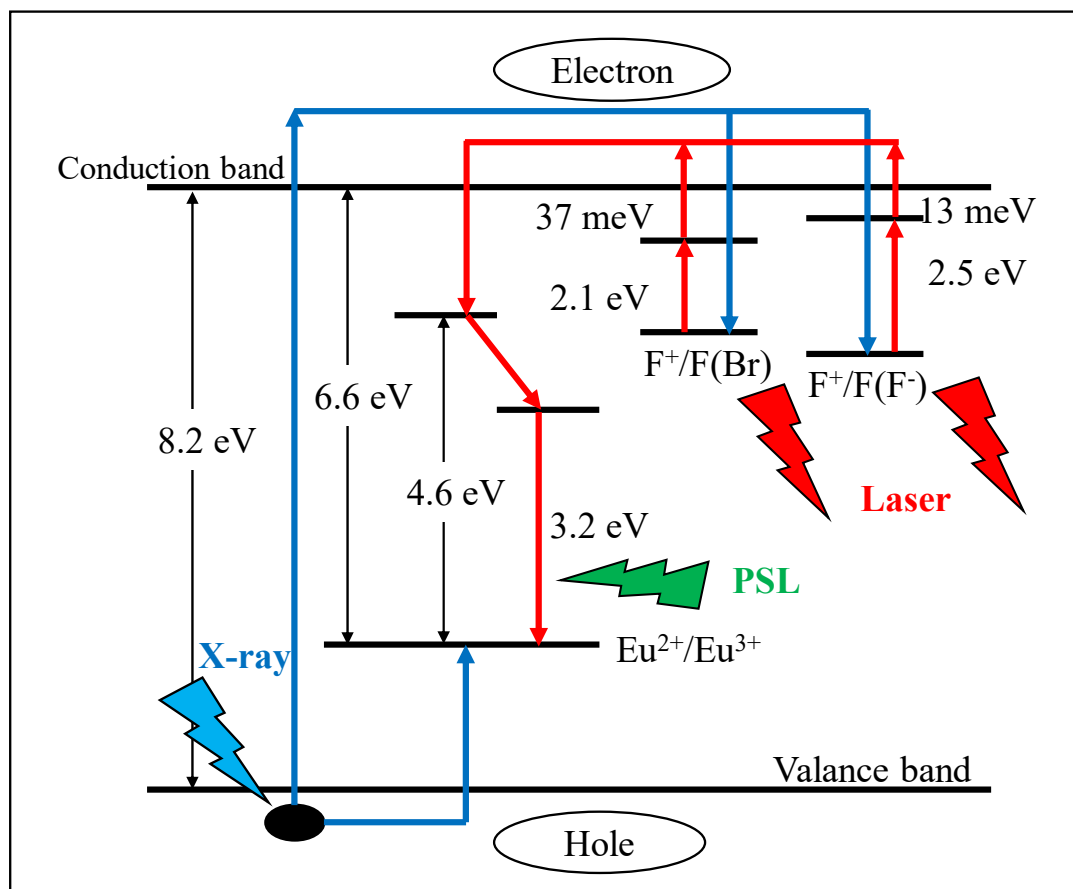 Electron
Conduction band
37 meV
13 meV
2.1 eV
2.5 eV
F⁺/F(Br)
F⁺/F(F⁻)
6.6 eV
8.2 eV
4.6 eV
3.2 eV
Laser
PSL
Eu²⁺/Eu³⁺
X-ray
Valance band
Hole